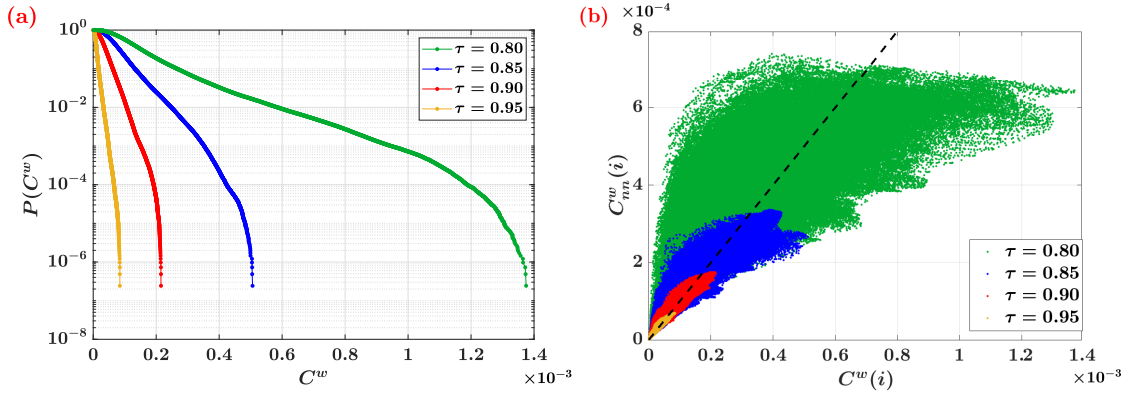 (a)
10^0
10^-2
10^-4
10^-6
10^-8
P(C^w)
0 0.2 0.4 0.6 0.8 1 1.2 1.4
×10^-3
C^w
τ = 0.80
τ = 0.85
τ = 0.90
τ = 0.95
(b)
×10^-4
8
6
4
2
0
C^w_nn(i)
0 0.2 0.4 0.6 0.8 1 1.2 1.4
×10^-3
C^w(i)
τ = 0.80
τ = 0.85
τ = 0.90
τ = 0.95